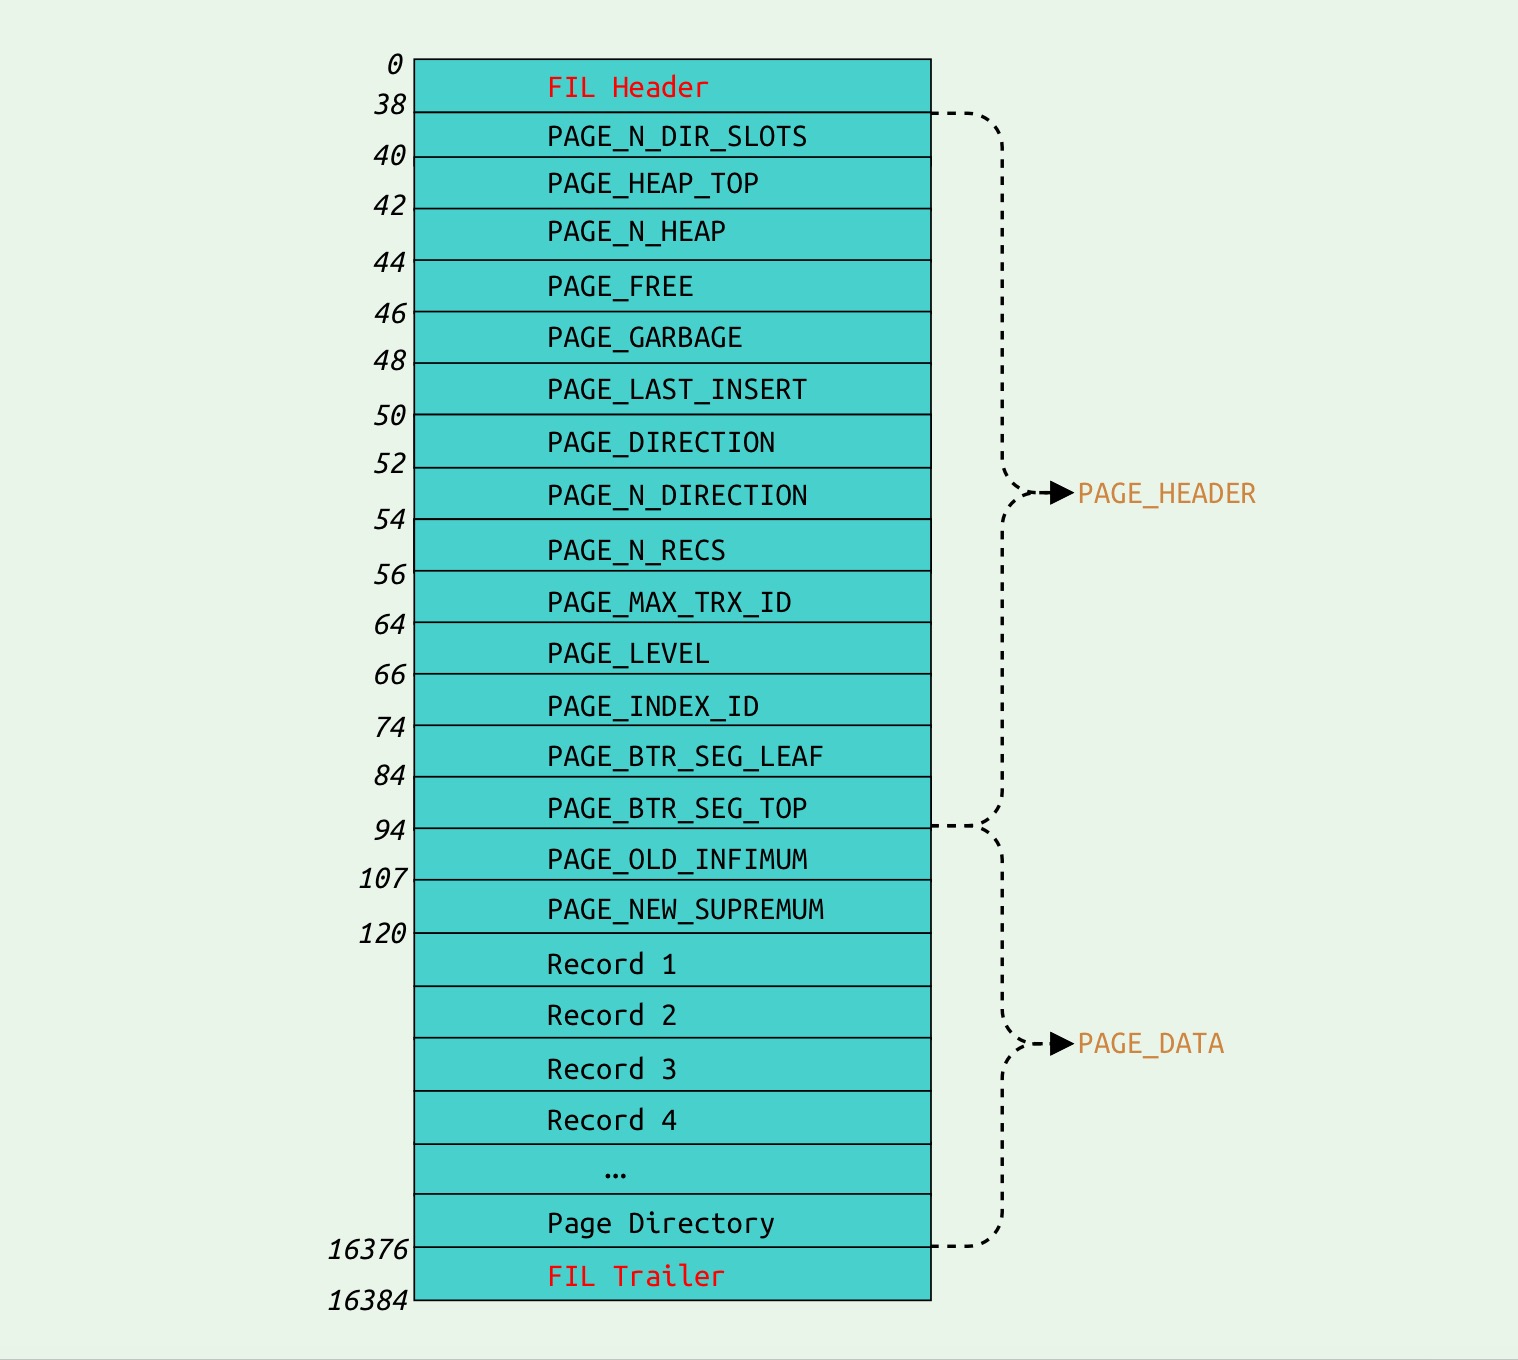 0
FIL Header
38
PAGE_N_DIR_SLOTS
40
PAGE_HEAP_TOP
42
PAGE_N_HEAP
44
PAGE_FREE
46
PAGE_GARBAGE
48
PAGE_LAST_INSERT
50
PAGE_DIRECTION
52
PAGE_N_DIRECTION
PAGE_HEADER
54
PAGE_N_RECS
56
PAGE_MAX_TRX_ID
64
PAGE_LEVEL
66
PAGE_INDEX_ID
74
PAGE_BTR_SEG_LEAF
84
PAGE_BTR_SEG_TOP
94
PAGE_OLD_INFIMUM
107
PAGE_NEW_SUPREMUM
120
Record 1
Record 2
PAGE_DATA
Record 3
Record 4
...
Page Directory
16376
FIL Trailer
16384